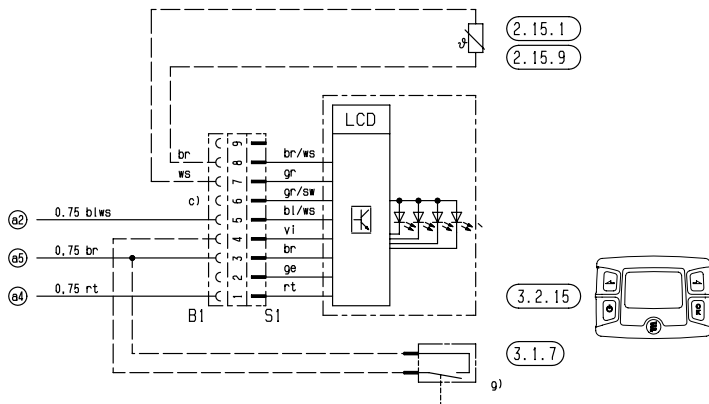 2.15.1
2.15.9
LCD
br
ws
c)
9
8
7
6
5
4
3
2
1
br/ws
gr
gr/sw
bl/ws
vi
br
ge
rt
a2
0.75 blws
a5
0,75 br
a4
0,75 rt
B1
S1
3.2.15
3.1.7
g)